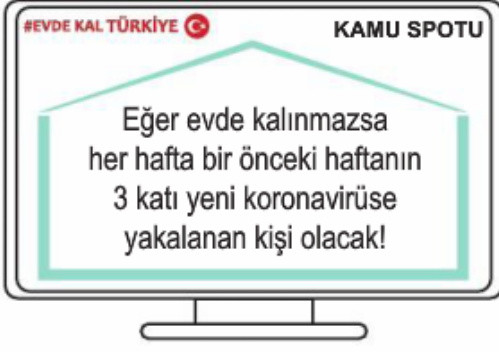 #EVDE KAL TÜRKİYE
KAMU SPOTU
Eğer evde kalınmazsa
her hafta bir önceki haftanın
3 katı yeni koronavirüse
yakalanan kişi olacak!